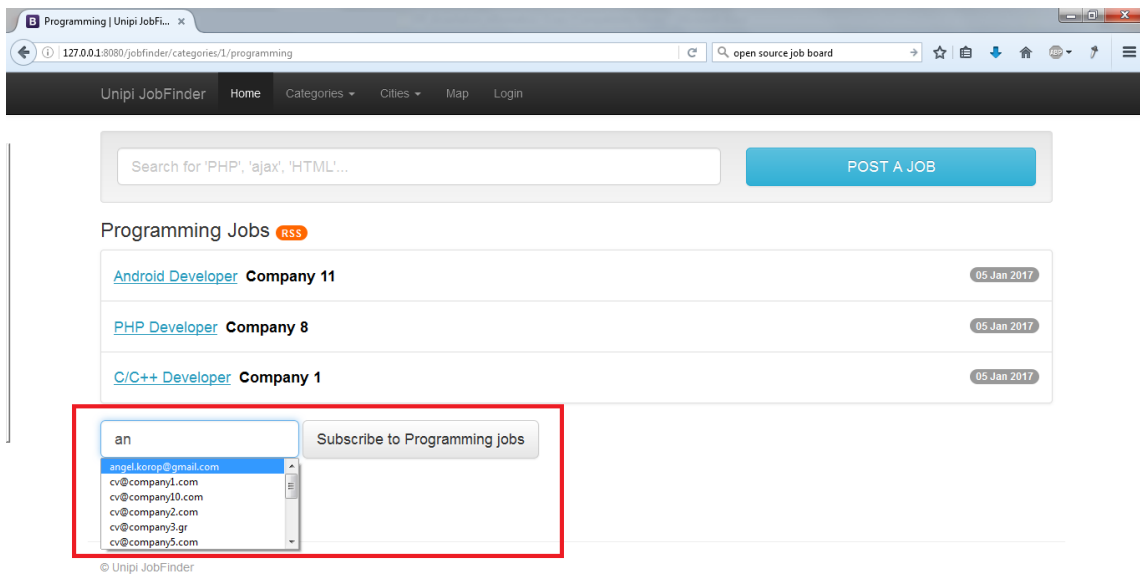 Programming | Unipi JobFi... ×
127.0.0.1:8080/jobfinder/categories/1/programming
open source job board
ABP
Unipi JobFinder Home Categories Cities Map Login
Search for 'PHP', 'ajax', 'HTML'...
POST A JOB
Programming Jobs RSS
Android Developer Company 11 05 Jan 2017
PHP Developer Company 8 05 Jan 2017
C/C++ Developer Company 1 05 Jan 2017
an Subscribe to Programming jobs
angel.korop@gmail.com
cv@company1.com
cv@company10.com
cv@company2.com
cv@company3.gr
cv@company5.com
© Unipi JobFinder